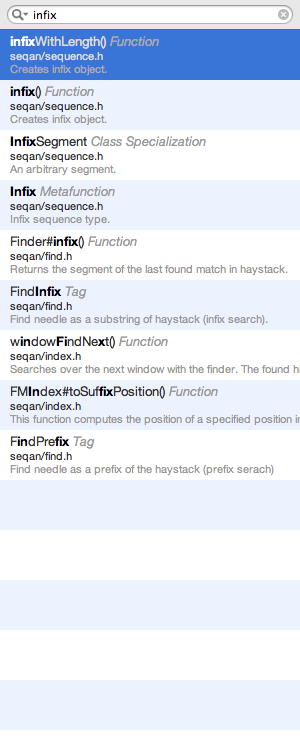 infix
infixWithLength() Function
seqan/sequence.h
Creates infix object.
infix() Function
seqan/sequence.h
Creates infix object.
InfixSegment Class Specialization
seqan/sequence.h
An arbitrary segment.
Infix Metafunction
seqan/sequence.h
Infix sequence type.
Finder#infix() Function
seqan/find.h
Returns the segment of the last found match in haystack.
FindInfix Tag
seqan/find.h
Find needle as a substring of haystack (infix search).
windowFindNext() Function
seqan/index.h
Searches over the next window with the finder. The found hi
FMIndex#toSuffixPosition() Function
seqan/index.h
This function computes the position of a specified position in
FindPrefix Tag
seqan/find.h
Find needle as a prefix of the haystack (prefix serach)